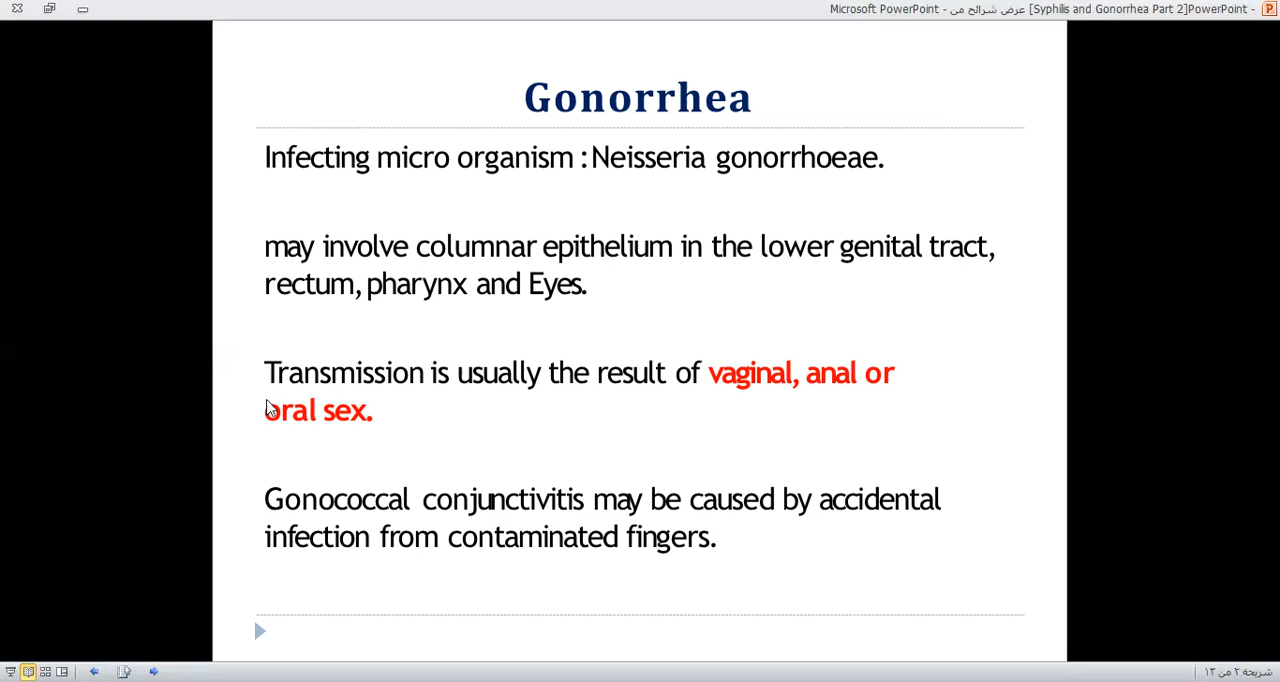 Microsoft PowerPoint - عرض شرائح من [Syphilis and Gonorrhea Part 2]PowerPoint -
Gonorrhea
Infecting micro organism : Neisseria gonorrhoeae.
may involve columnar epithelium in the lower genital tract,
rectum, pharynx and Eyes.
Transmission is usually the result of vaginal, anal or
oral sex.
Gonococcal conjunctivitis may be caused by accidental
infection from contaminated fingers.
شريحة ٢ من ١٣